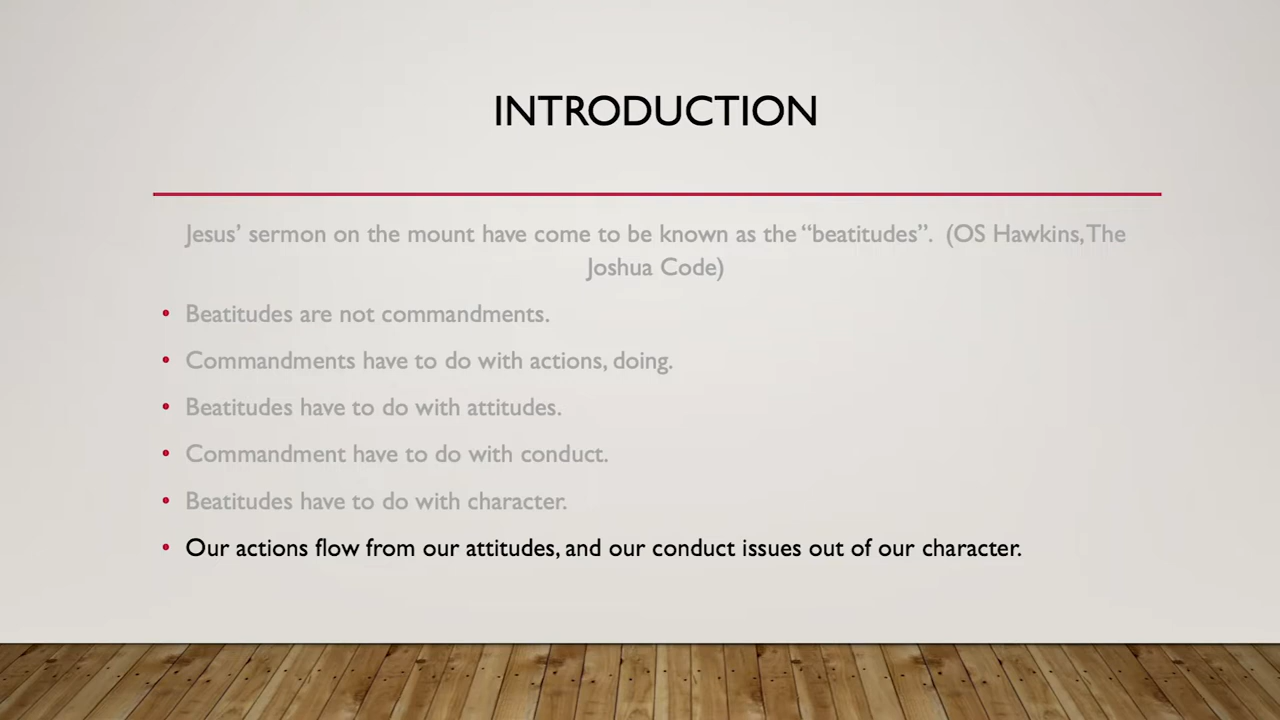 INTRODUCTION
Jesus’ sermon on the mount have come to be known as the “beatitudes”. (OS Hawkins, The
Joshua Code)
• Beatitudes are not commandments.
• Commandments have to do with actions, doing.
• Beatitudes have to do with attitudes.
• Commandment have to do with conduct.
• Beatitudes have to do with character.
• Our actions flow from our attitudes, and our conduct issues out of our character.